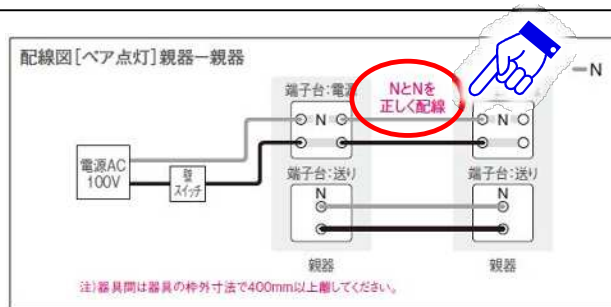 配線図[ペア点灯]親器ー親器
ーN
端子台:電源
NとNを
正しく配線
N
N
電源AC
100V
壁
スイッチ
端子台:送り
端子台:送り
N
N
親器
親器
注)器具間は器具の枠外寸法で400mm以上離してください。